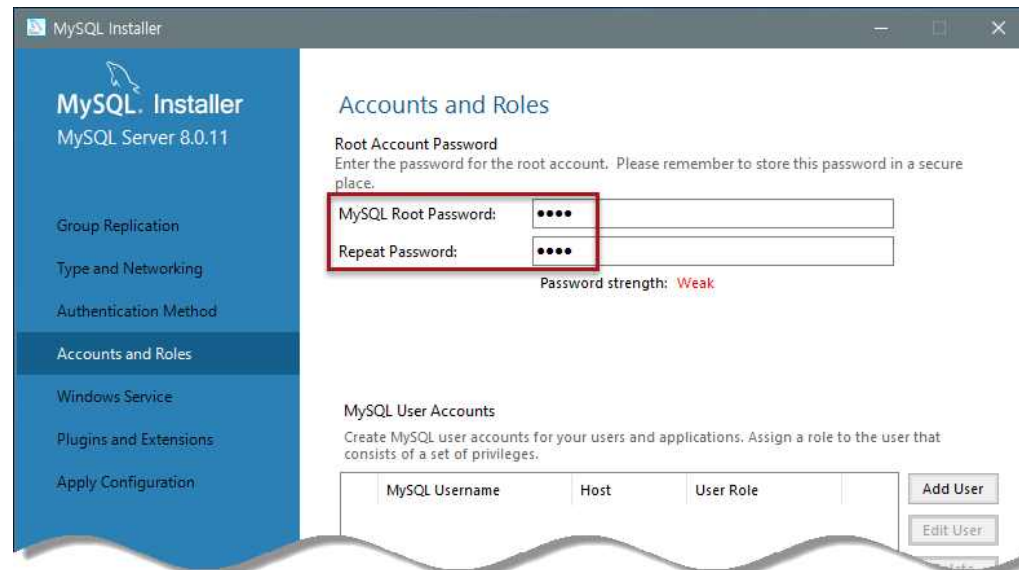 MySQL Installer
MySQL. Installer
MySQL Server 8.0.11
Group Replication
Type and Networking
Authentication Method
Accounts and Roles
Windows Service
Plugins and Extensions
Apply Configuration
Accounts and Roles
Root Account Password
Enter the password for the root account. Please remember to store this password in a secure
place.
MySQL Root Password: ●●●●
Repeat Password: ●●●●
Password strength: Weak
MySQL User Accounts
Create MySQL user accounts for your users and applications. Assign a role to the user that
consists of a set of privileges.
MySQL Username Host User Role
Add User
Edit User